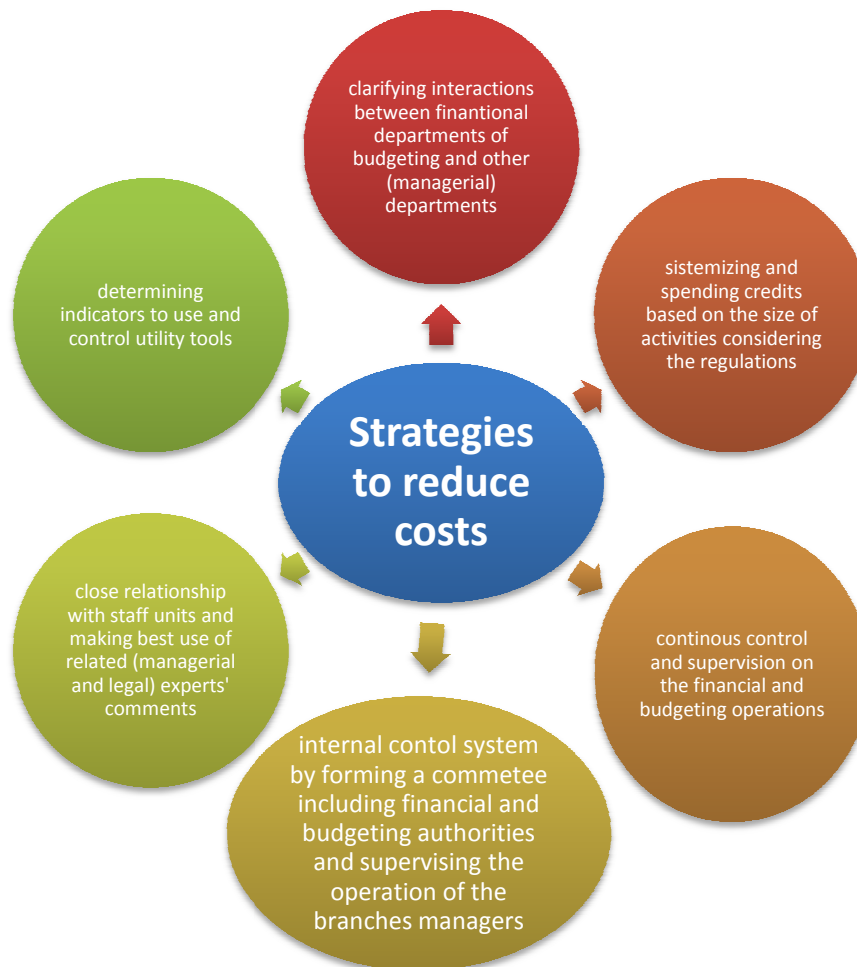 clarifying interactions
between finantional
departments of
budgeting and other
(managerial)
departments
sistemizing and
spending credits
based on the size of
activities considering
the regulations
continous control
and supervision on
the financial and
budgeting operations
internal contol system
by forming a commetee
including financial and
budgeting authorities
and supervising the
operation of the
branches managers
close relationship
with staff units and
making best use of
related (managerial
and legal) experts'
comments
determining
indicators to use and
control utility tools
Strategies
to reduce
costs